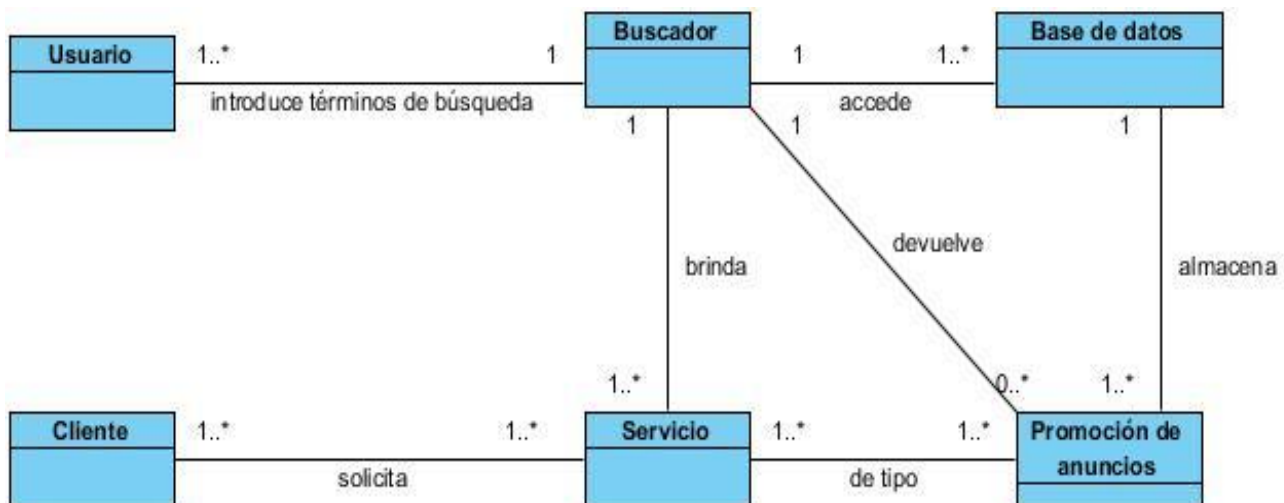 Usuario
1..*
1
introduce términos de búsqueda
Buscador
1
1..*
accede
Base de datos
1
1
1
brinda
devuelve
almacena
1..*
0..*
1..*
Cliente
1..*
1..*
solicita
Servicio
1..*
1..*
de tipo
Promoción de
anuncios